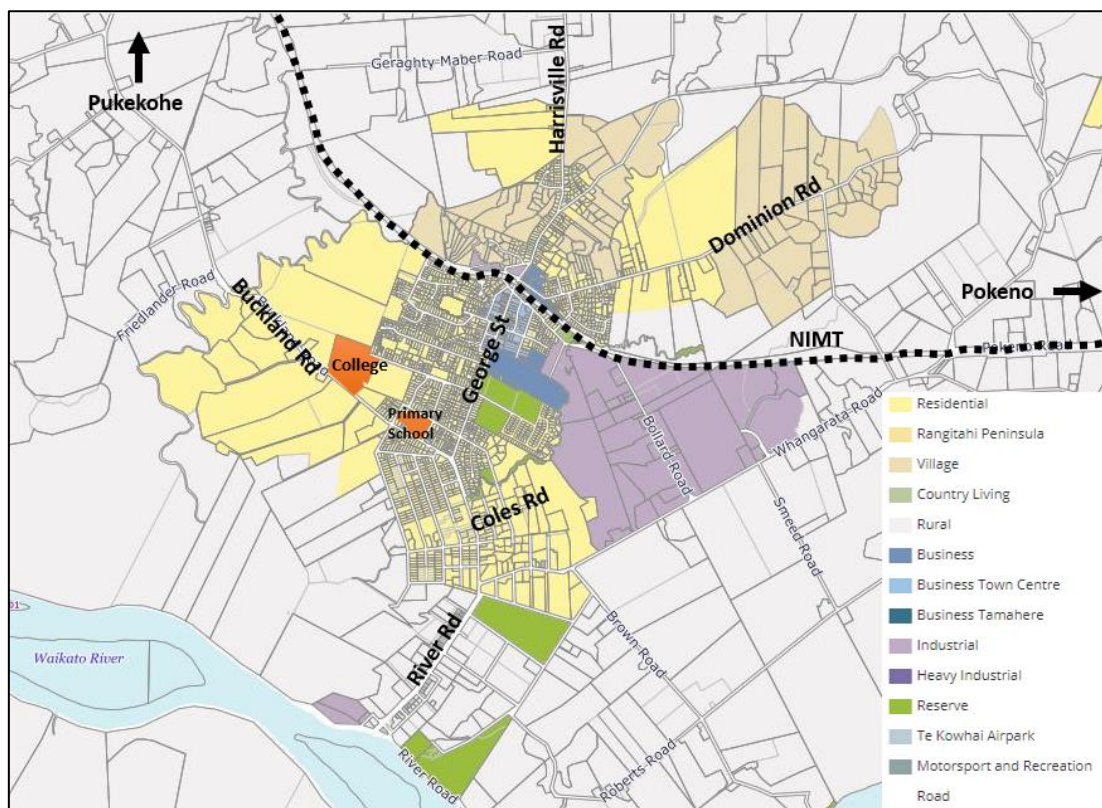 Geraghty Maber Road
Harrisville Rd
Pukekohe
Dominion Rd
Friedlander Road
Buckland Rd
Pokeno
NIMT
Pokeno Road
George St
College
Primary
School
Whangarata Road
Bollard Road
Smeed Road
Coles Rd
Brown Road
River Rd
Waikato River
River Road
Roberts Road
Residential
Rangitahi Peninsula
Village
Country Living
Rural
Business
Business Town Centre
Business Tamahere
Industrial
Heavy Industrial
Reserve
Te Kowhai Airpark
Motorsport and Recreation
Road